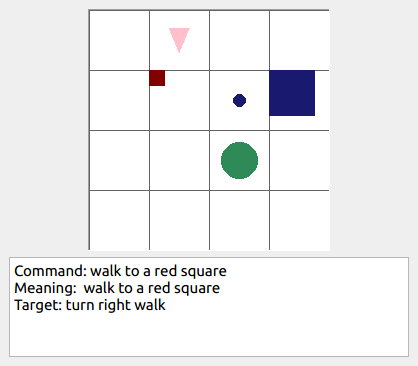 Command: walk to a red square
Meaning:  walk to a red square
Target: turn right walk